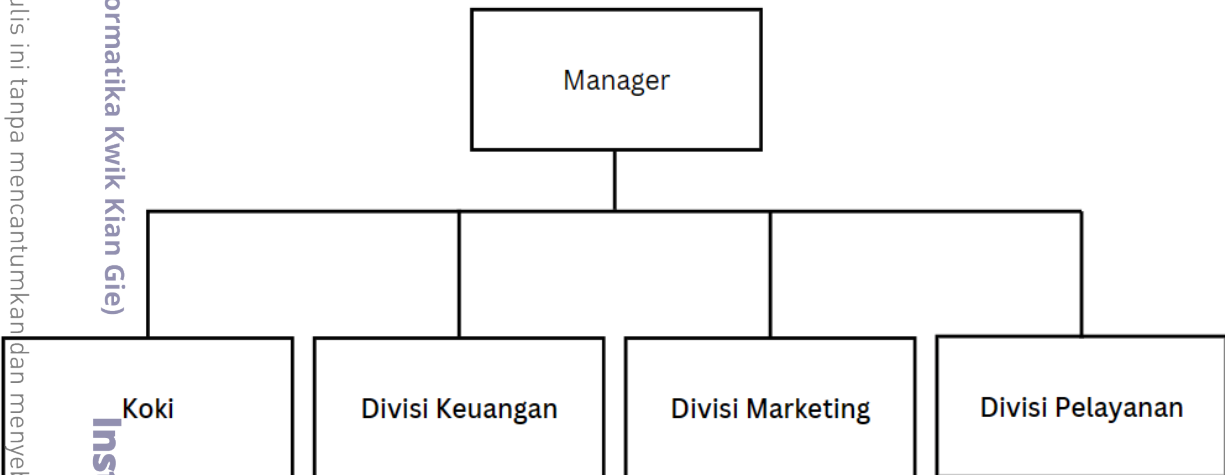 Manager
Koki
Divisi Keuangan
Divisi Marketing
Divisi Pelayanan
ormatika Kwik Kian Gie)
ulis ini tanpa mencantumkan dan menyeb
Ins